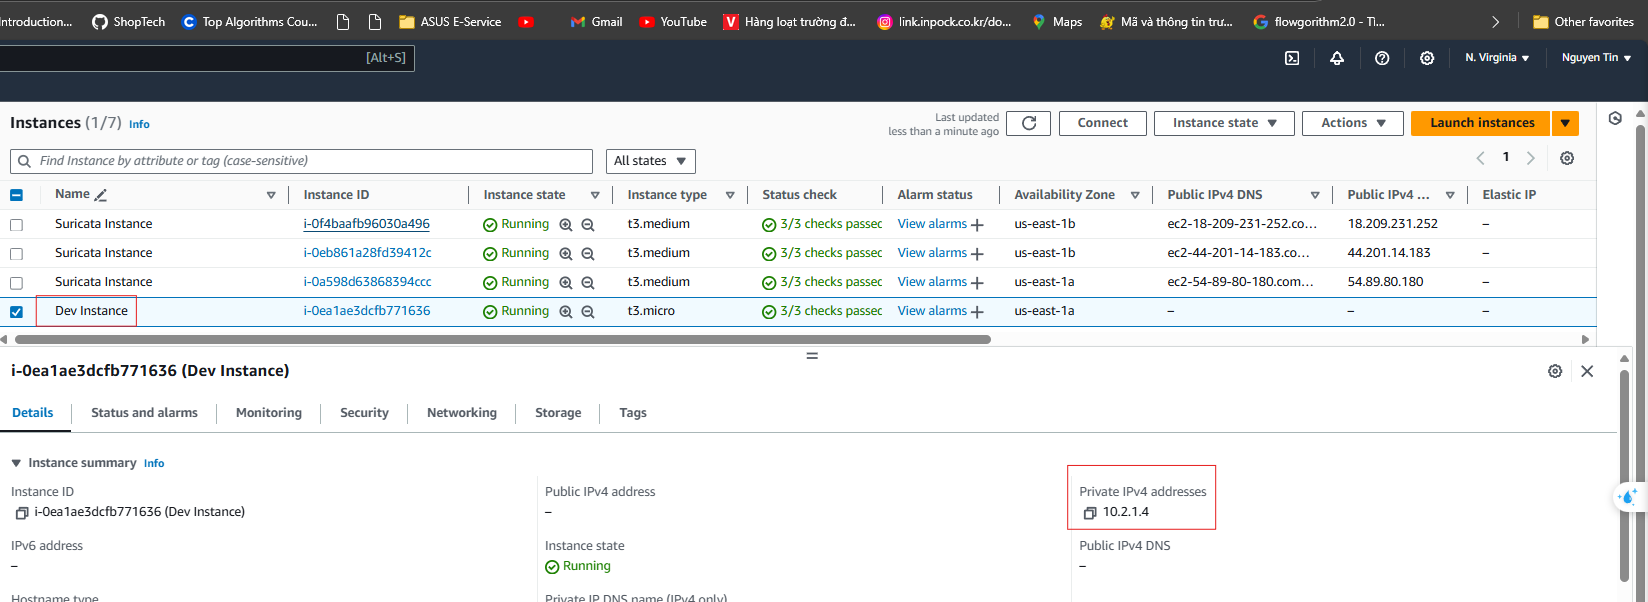 ntroduction... ShopTech Top Algorithms Cou... ASUS E-Service Gmail YouTube Hàng loạt trường đ... link.inpock.co.kr/do... Maps Mã và thông tin trư... flowgorithm2.0 - Tì... Other favorites
[Alt+S] N. Virginia Nguyen Tin
Instances (1/7) Info Last updated less than a minute ago Connect Instance state Actions Launch instances
Find Instance by attribute or tag (case-sensitive) All states 1
Name Instance ID Instance state Instance type Status check Alarm status Availability Zone Public IPv4 DNS Public IPv4 ... Elastic IP
Suricata Instance i-0f4baafb96030a496 Running t3.medium 3/3 checks passec View alarms + us-east-1b ec2-18-209-231-252.co... 18.209.231.252 –
Suricata Instance i-0eb861a28fd39412c Running t3.medium 3/3 checks passec View alarms + us-east-1b ec2-44-201-14-183.co... 44.201.14.183 –
Suricata Instance i-0a598d63868394ccc Running t3.medium 3/3 checks passec View alarms + us-east-1a ec2-54-89-80-180.com... 54.89.80.180 –
Dev Instance i-0ea1ae3dcfb771636 Running t3.micro 3/3 checks passec View alarms + us-east-1a – – –
i-0ea1ae3dcfb771636 (Dev Instance)
Details Status and alarms Monitoring Security Networking Storage Tags
Instance summary Info
Instance ID Public IPv4 address Private IPv4 addresses
i-0ea1ae3dcfb771636 (Dev Instance) – 10.2.1.4
IPv6 address Instance state Public IPv4 DNS
– Running –
Hostname type Private IP DNS name (IPv4 only)